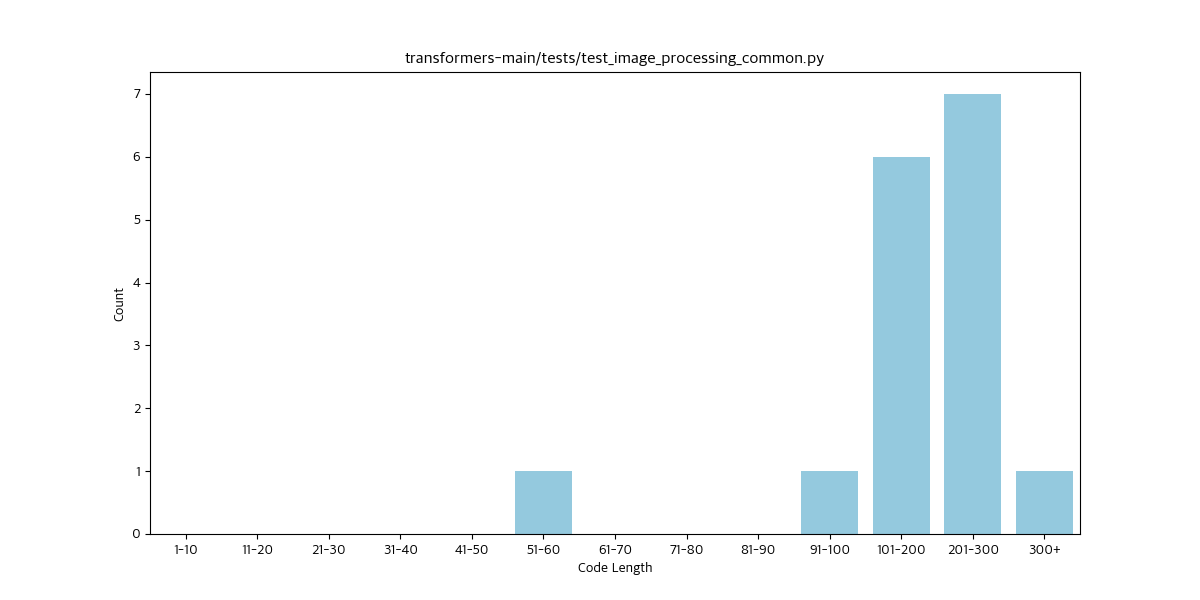 transformers-main/tests/test_image_processing_common.py
7
6
5
4
3
2
1
0
Count
1-10 11-20 21-30 31-40 41-50 51-60 61-70 71-80 81-90 91-100 101-200 201-300 300+
Code Length